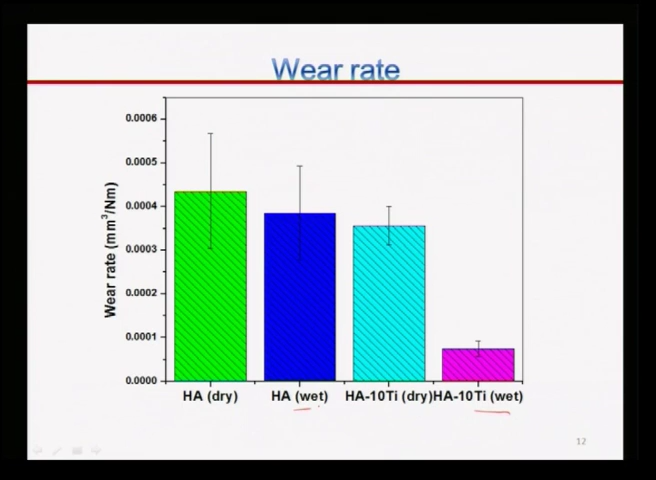 Wear rate
Wear rate (mm³/Nm)
0.0006
0.0005
0.0004
0.0003
0.0002
0.0001
0.0000
HA (dry) HA (wet) HA-10Ti (dry) HA-10Ti (wet)
12